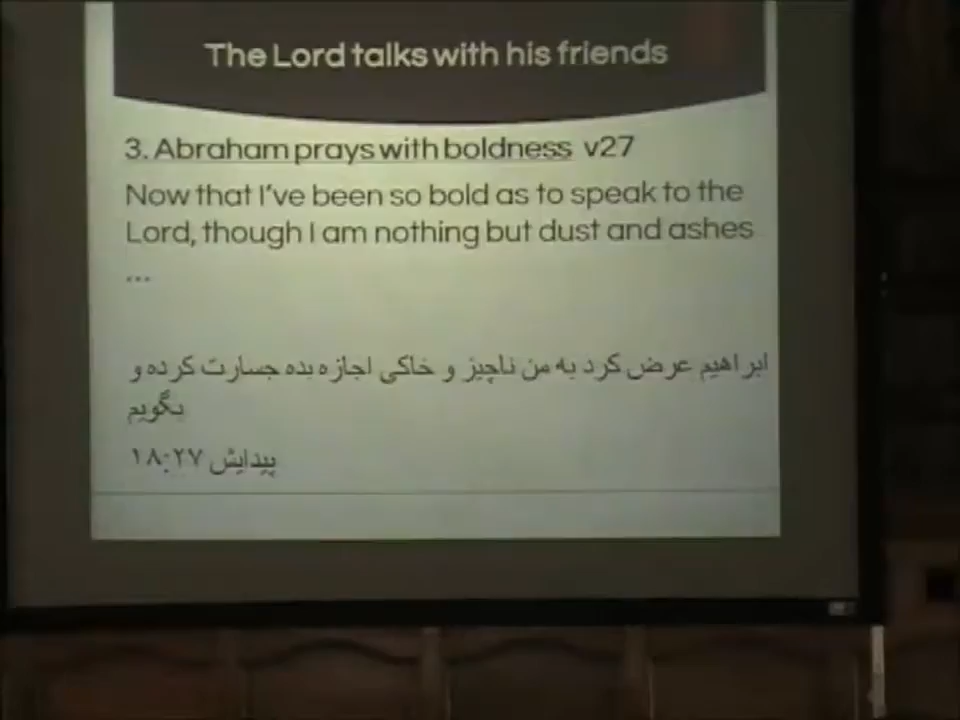 The Lord talks with his friends
3. Abraham prays with boldness v27
Now that I've been so bold as to speak to the
Lord, though I am nothing but dust and ashes
...
ابراهیم عرض کرد به من ناچیز و خاکی اجازه بده جسارت کرده و
بگویم
پیدایش ۱۸:۲۷